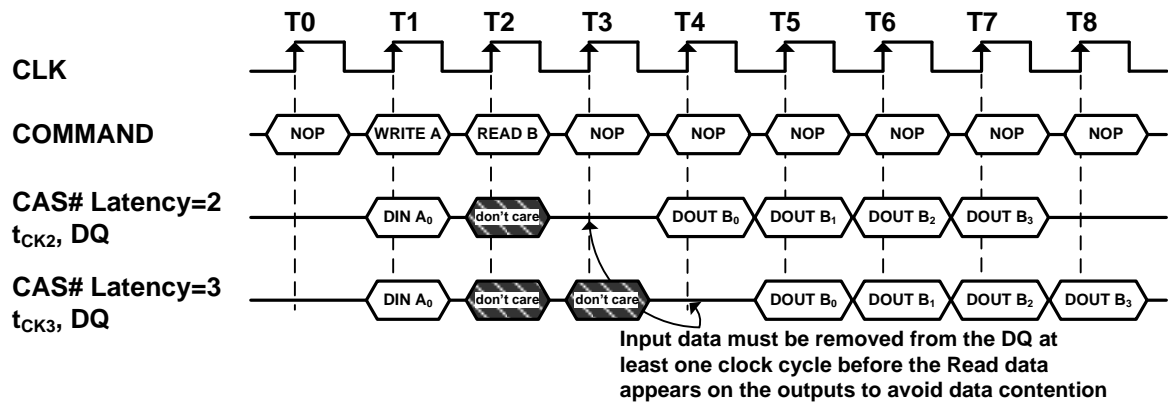 T0 T1 T2 T3 T4 T5 T6 T7 T8
CLK
COMMAND NOP WRITE A READ B NOP NOP NOP NOP NOP NOP
CAS# Latency=2
tCK2, DQ DIN A0 don't care DOUT B0 DOUT B1 DOUT B2 DOUT B3
CAS# Latency=3
tCK3, DQ DIN A0 don't care don't care DOUT B0 DOUT B1 DOUT B2 DOUT B3
Input data must be removed from the DQ at
least one clock cycle before the Read data
appears on the outputs to avoid data contention